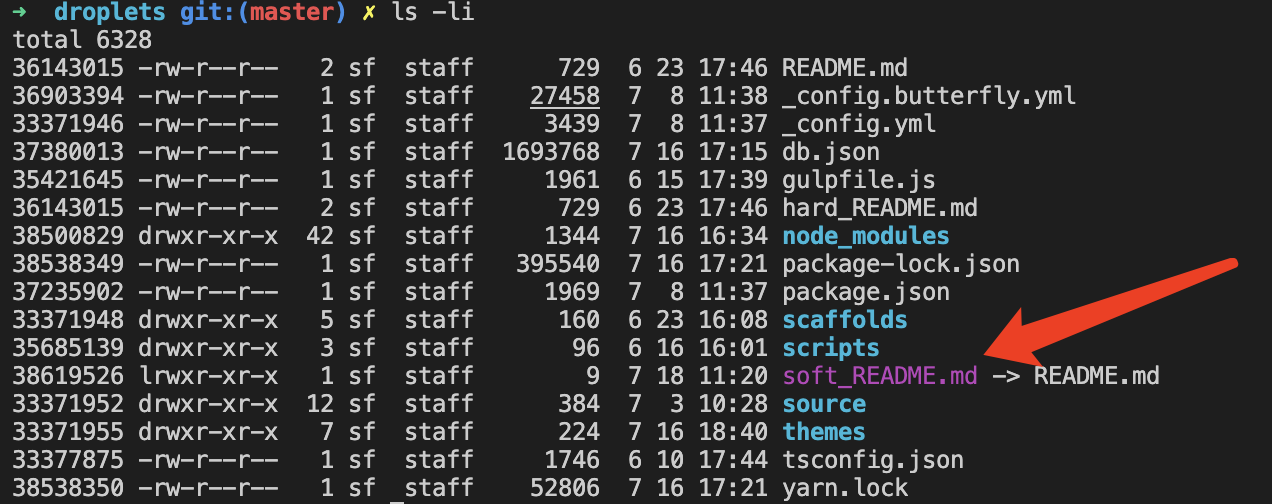 ➜  droplets git:(master) ✗ ls -li
total 6328
36143015 -rw-r--r--   2 sf  staff      729  6 23 17:46 README.md
36903394 -rw-r--r--   1 sf  staff    27458  7  8 11:38 _config.butterfly.yml
33371946 -rw-r--r--   1 sf  staff     3439  7  8 11:37 _config.yml
37380013 -rw-r--r--   1 sf  staff  1693768  7 16 17:15 db.json
35421645 -rw-r--r--   1 sf  staff     1961  6 15 17:39 gulpfile.js
36143015 -rw-r--r--   2 sf  staff      729  6 23 17:46 hard_README.md
38500829 drwxr-xr-x  42 sf  staff     1344  7 16 16:34 node_modules
38538349 -rw-r--r--   1 sf  staff   395540  7 16 17:21 package-lock.json
37235902 -rw-r--r--   1 sf  staff     1969  7  8 11:37 package.json
33371948 drwxr-xr-x   5 sf  staff      160  6 23 16:08 scaffolds
35685139 drwxr-xr-x   3 sf  staff       96  6 16 16:01 scripts
38619526 lrwxr-xr-x   1 sf  staff        9  7 18 11:20 soft_README.md -> README.md
33371952 drwxr-xr-x  12 sf  staff      384  7  3 10:28 source
33371955 drwxr-xr-x   7 sf  staff      224  7 16 18:40 themes
33377875 -rw-r--r--   1 sf  staff     1746  6 10 17:44 tsconfig.json
38538350 -rw-r--r--   1 sf _staff    52806  7 16 17:21 yarn.lock